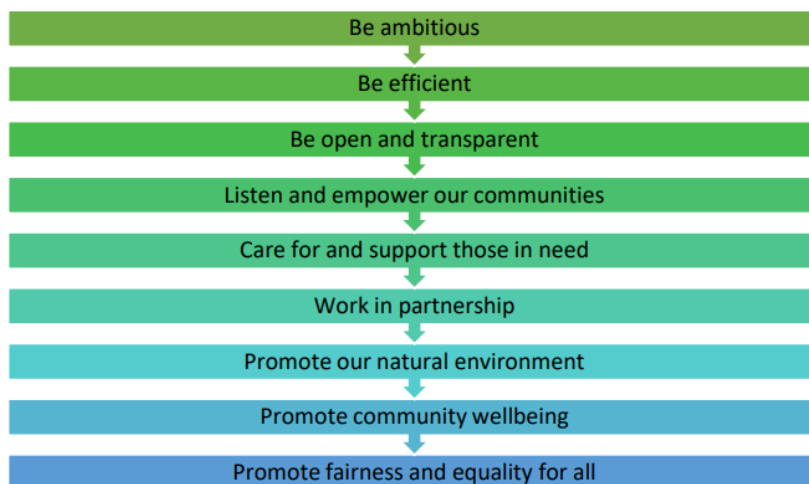 Be ambitious
Be efficient
Be open and transparent
Listen and empower our communities
Care for and support those in need
Work in partnership
Promote our natural environment
Promote community wellbeing
Promote fairness and equality for all